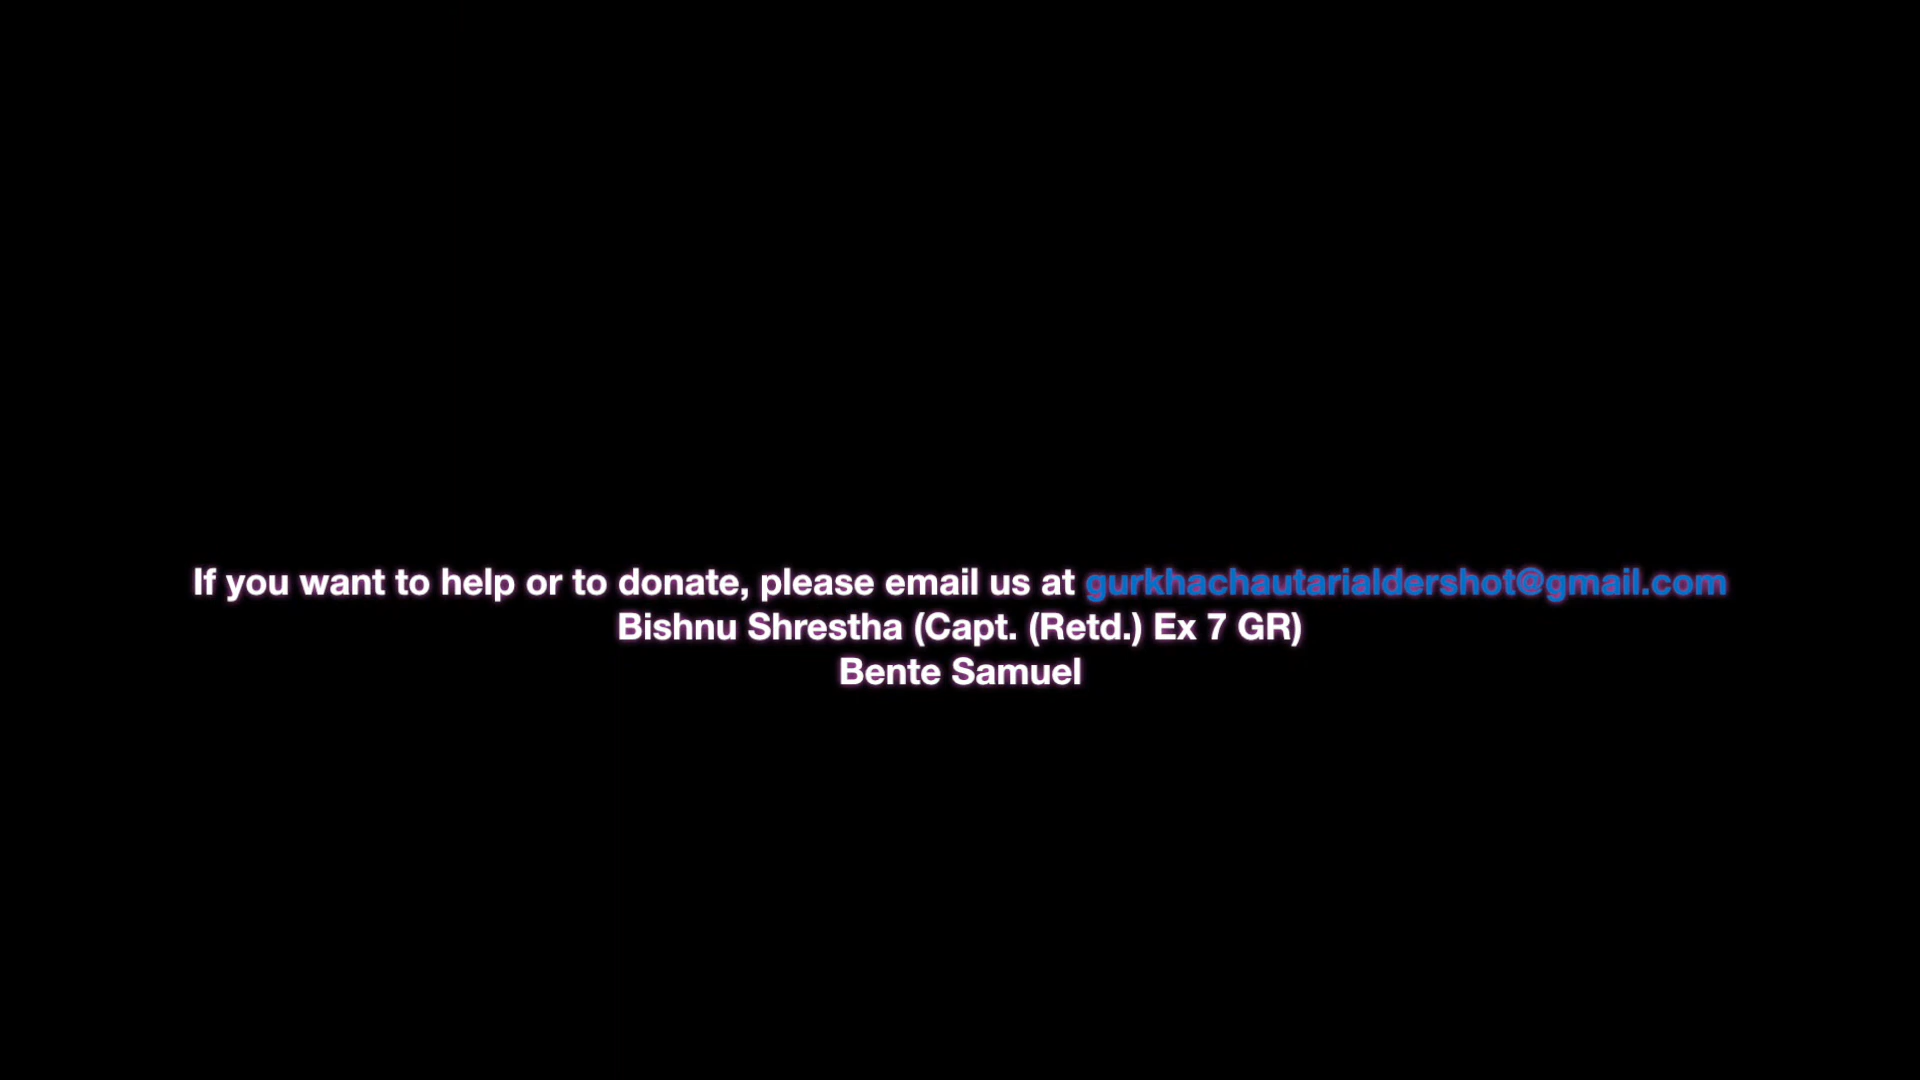 If you want to help or to donate, please email us at gurkhachautarialdershot@gmail.com
Bishnu Shrestha (Capt. (Retd.) Ex 7 GR)
Bente Samuel